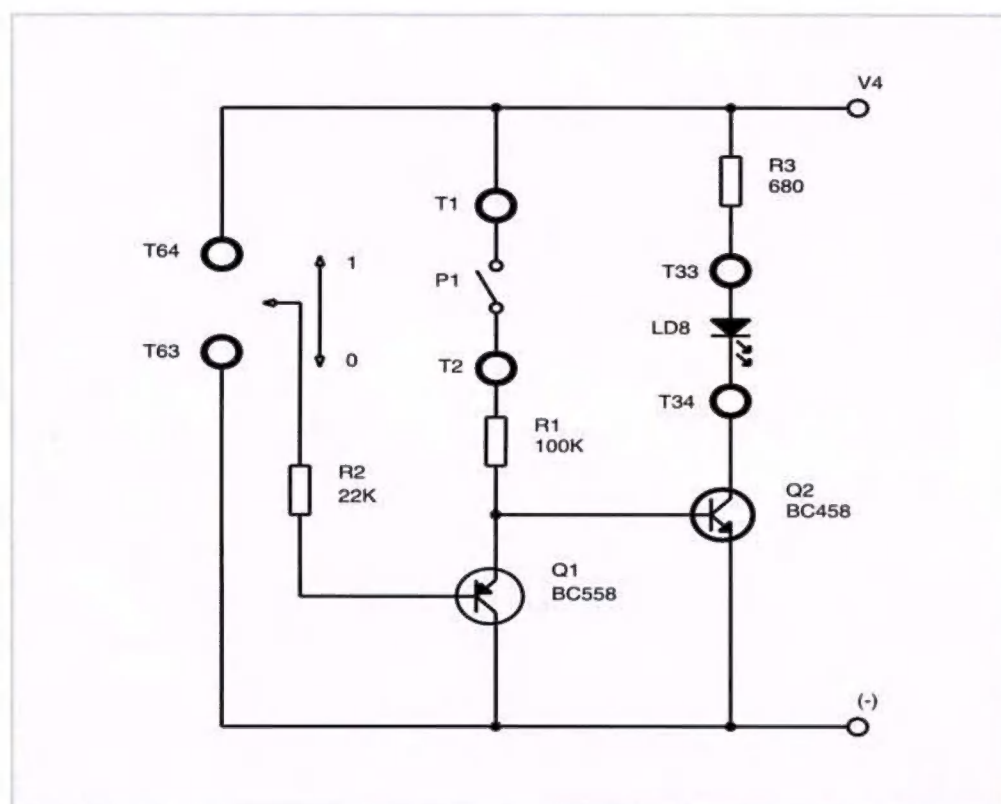 V4
R3
680
T1
T64
1
T33
P1
LD8
T63
0
T2
T34
R1
100K
R2
22K
Q2
BC458
Q1
BC558
(-)